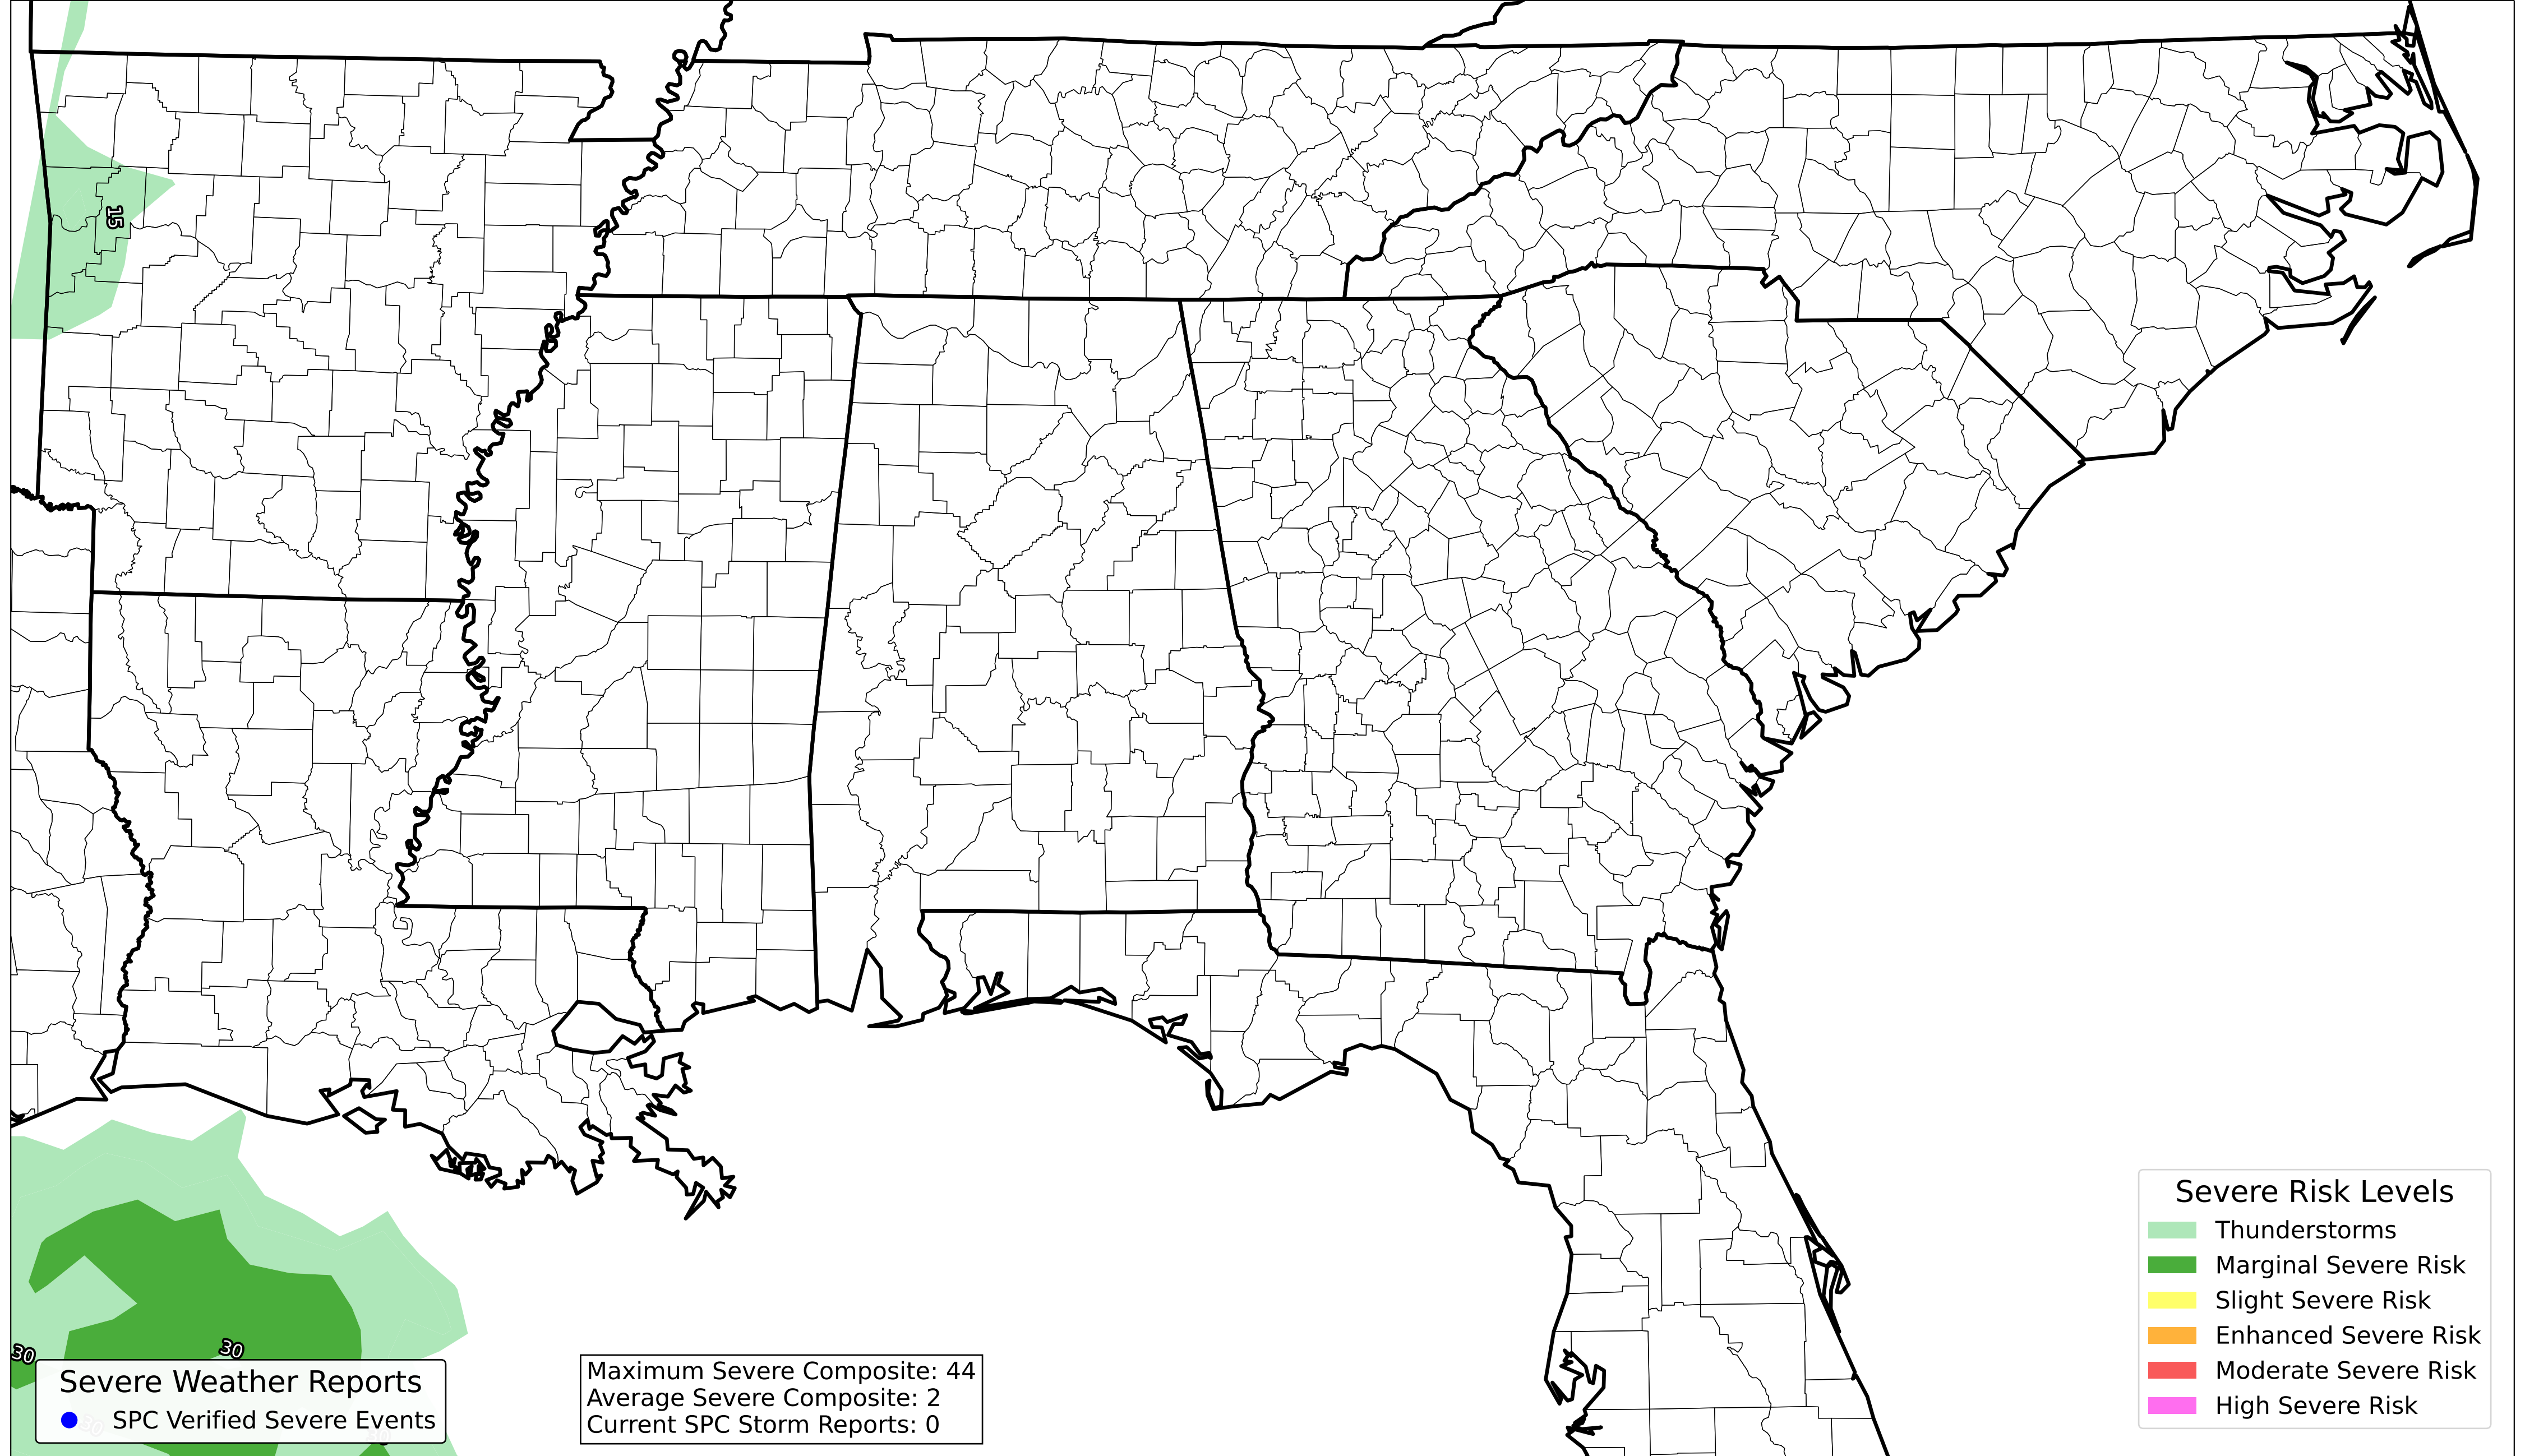 15
30
30
30
30
Severe Weather Reports
SPC Verified Severe Events
Maximum Severe Composite: 44
Average Severe Composite: 2
Current SPC Storm Reports: 0
Severe Risk Levels
Thunderstorms
Marginal Severe Risk
Slight Severe Risk
Enhanced Severe Risk
Moderate Severe Risk
High Severe Risk